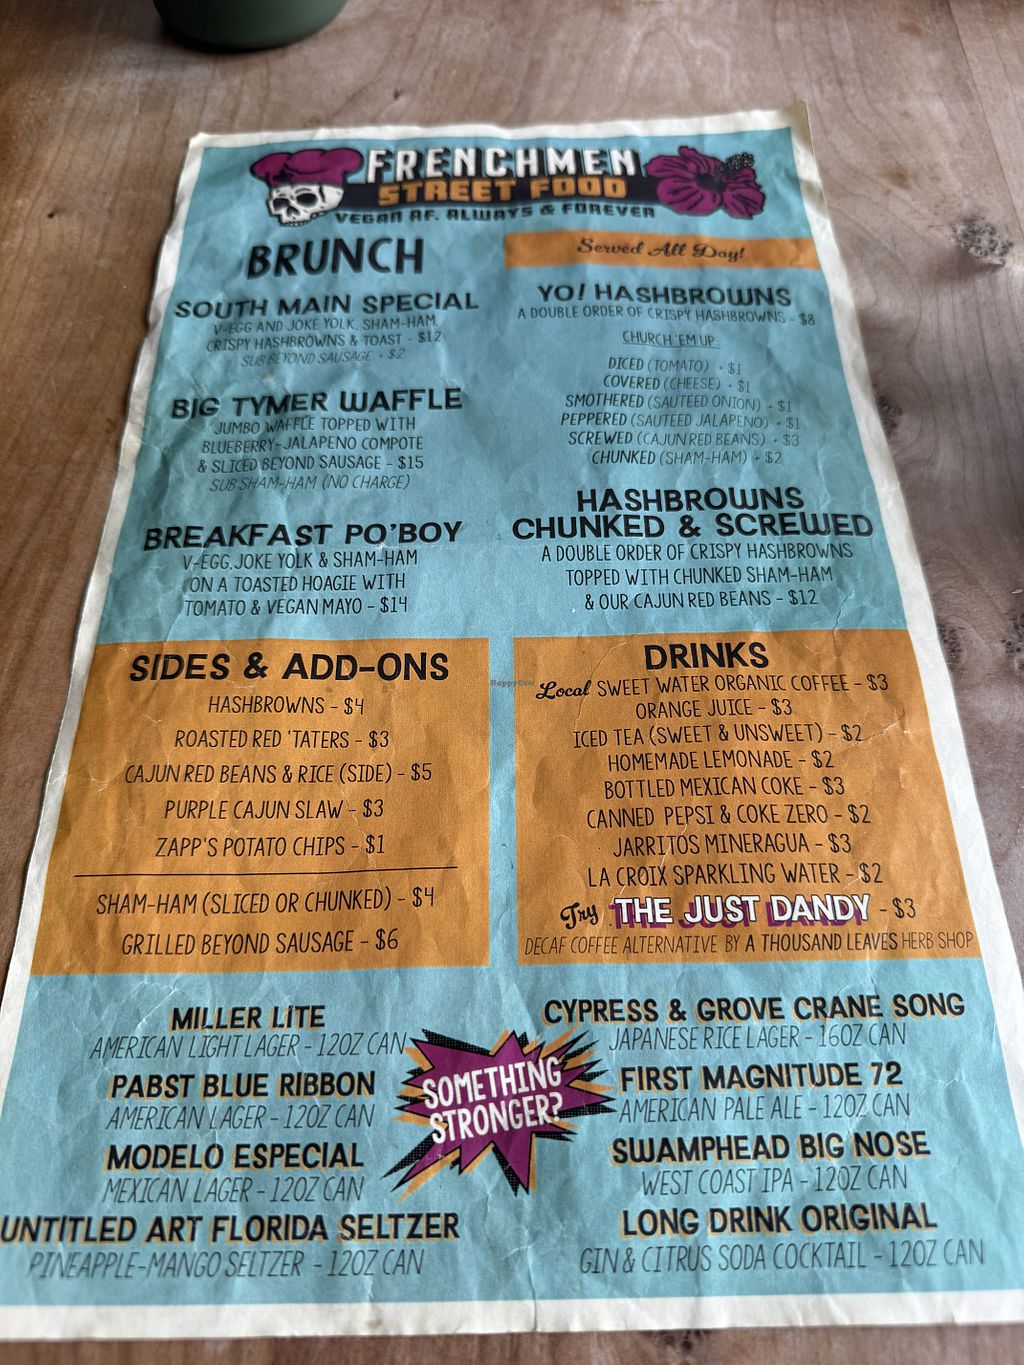 FRENCHMEN
STREET FOOD
VEGAN AF. ALWAYS & FOREVER
BRUNCH
Served All Day!
SOUTH MAIN SPECIAL
V-EGG AND JOKE YOLK, SHAM-HAM,
CRISPY HASHBROWNS & TOAST - $12
SUB BEYOND SAUSAGE + $2
BIG TYMER WAFFLE
JUMBO WAFFLE TOPPED WITH
BLUEBERRY-JALAPENO COMPOTE
& SLICED BEYOND SAUSAGE - $15
SUB SHAM-HAM (NO CHARGE)
BREAKFAST PO'BOY
V-EGG, JOKE YOLK & SHAM-HAM
ON A TOASTED HOAGIE WITH
TOMATO & VEGAN MAYO - $14
YO! HASHBROWNS
A DOUBLE ORDER OF CRISPY HASHBROWNS - $8
CHURCH 'EM UP:
DICED (TOMATO) + $1
COVERED (CHEESE) + $1
SMOTHERED (SAUTEED ONION) + $1
PEPPERED (SAUTEED JALAPENO) + $1
SCREWED (CAJUN RED BEANS) + $3
CHUNKED (SHAM-HAM) + $2
HASHBROWNS
CHUNKED & SCREWED
A DOUBLE ORDER OF CRISPY HASHBROWNS
TOPPED WITH CHUNKED SHAM-HAM
& OUR CAJUN RED BEANS - $12
SIDES & ADD-ONS
HASHBROWNS - $4
ROASTED RED 'TATERS - $3
CAJUN RED BEANS & RICE (SIDE) - $5
PURPLE CAJUN SLAW - $3
ZAPP'S POTATO CHIPS - $1
SHAM-HAM (SLICED OR CHUNKED) - $4
GRILLED BEYOND SAUSAGE - $6
HappyCow
DRINKS
Local SWEET WATER ORGANIC COFFEE - $3
ORANGE JUICE - $3
ICED TEA (SWEET & UNSWEET) - $2
HOMEMADE LEMONADE - $2
BOTTLED MEXICAN COKE - $3
CANNED PEPSI & COKE ZERO - $2
JARRITOS MINERAGUA - $3
LA CROIX SPARKLING WATER - $2
Try THE JUST DANDY - $3
DECAF COFFEE ALTERNATIVE BY A THOUSAND LEAVES HERB SHOP
MILLER LITE
AMERICAN LIGHT LAGER - 12OZ CAN
PABST BLUE RIBBON
AMERICAN LAGER - 12OZ CAN
MODELO ESPECIAL
MEXICAN LAGER - 12OZ CAN
UNTITLED ART FLORIDA SELTZER
PINEAPPLE-MANGO SELTZER - 12OZ CAN
SOMETHING
STRONGER?
CYPRESS & GROVE CRANE SONG
JAPANESE RICE LAGER - 16OZ CAN
FIRST MAGNITUDE 72
AMERICAN PALE ALE - 12OZ CAN
SWAMPHEAD BIG NOSE
WEST COAST IPA - 12OZ CAN
LONG DRINK ORIGINAL
GIN & CITRUS SODA COCKTAIL - 12OZ CAN